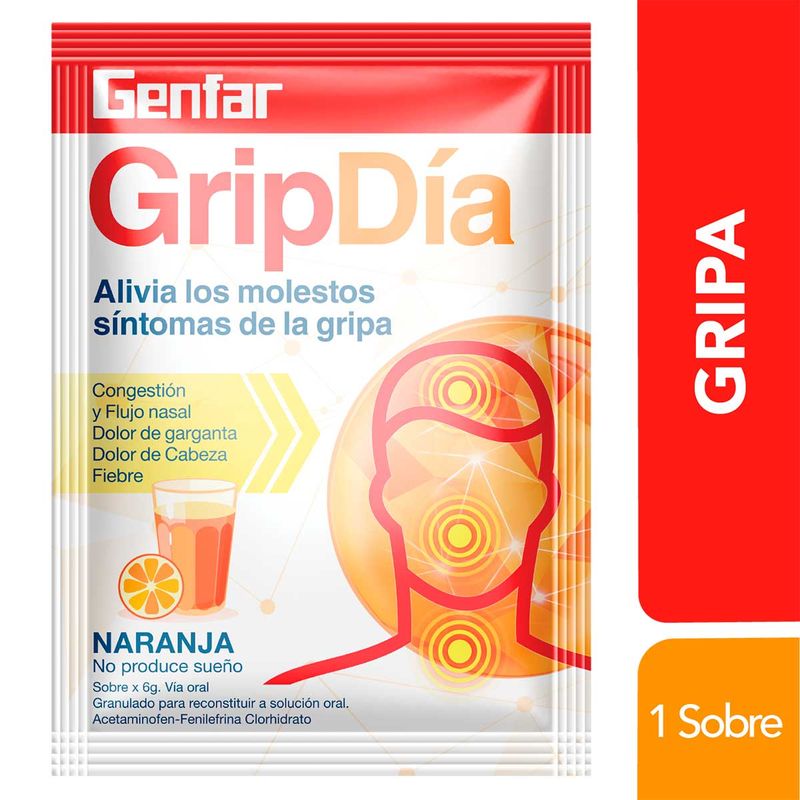 Genfar
GripDía
Alivia los molestos
síntomas de la gripa
Congestión
y Flujo nasal
Dolor de garganta
Dolor de Cabeza
Fiebre
NARANJA
No produce sueño
Sobre x 6g. Vía oral
Granulado para reconstituir a solución oral.
Acetaminofen-Fenilefrina Clorhidrato
GRIPA
1 Sobre